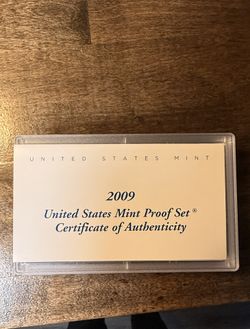 UNITED STATES MINT
2009
United States Mint Proof Set®
Certificate of Authenticity